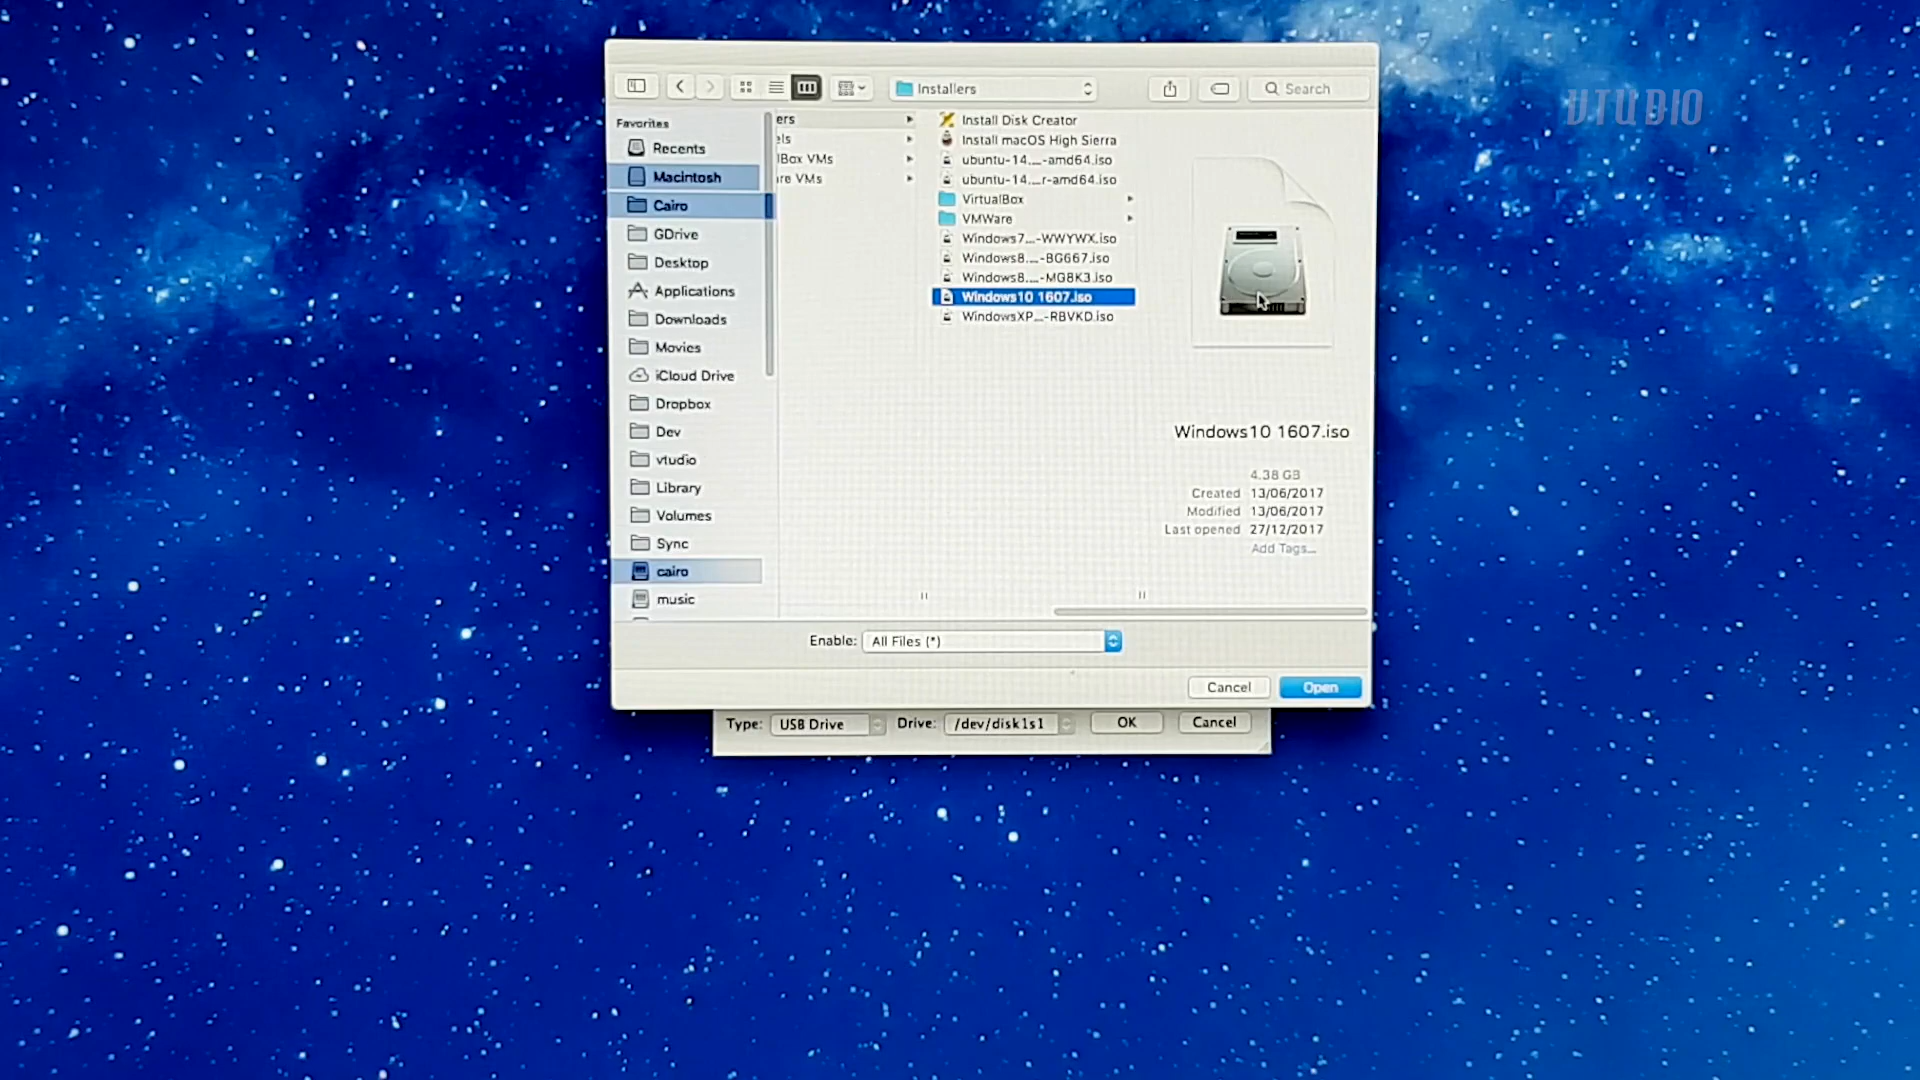 VTUDIO
Installers
Search
Favorites
Recents
Macintosh
Cairo
GDrive
Desktop
Applications
Downloads
Movies
iCloud Drive
Dropbox
Dev
vtudio
Library
Volumes
Sync
cairo
music
ers
els
lBox VMs
re VMs
Install Disk Creator
Install macOS High Sierra
ubuntu-14....-amd64.iso
ubuntu-14....r-amd64.iso
VirtualBox
VMWare
Windows7...-WWYWX.iso
Windows8....-BG667.iso
Windows8....-MG8K3.iso
Windows10 1607.iso
WindowsXP...-RBVKD.iso
Windows10 1607.iso
4.38 GB
Created 13/06/2017
Modified 13/06/2017
Last opened 27/12/2017
Add Tags...
Enable: All Files (*)
Cancel Open
Type: USB Drive Drive: /dev/disk1s1 OK Cancel